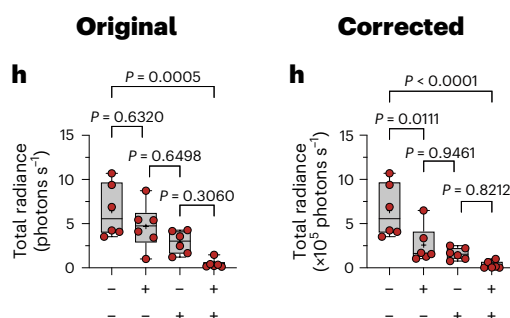 Original
Corrected
h
P = 0.0005
P = 0.6320
P = 0.6498
P = 0.3060
Total radiance
(photons s⁻¹)
15
10
5
0
− + − +
− − + +
h
P < 0.0001
P = 0.0111
P = 0.9461
P = 0.8212
Total radiance
(×10⁵ photons s⁻¹)
15
10
5
0
− + − +
− − + +